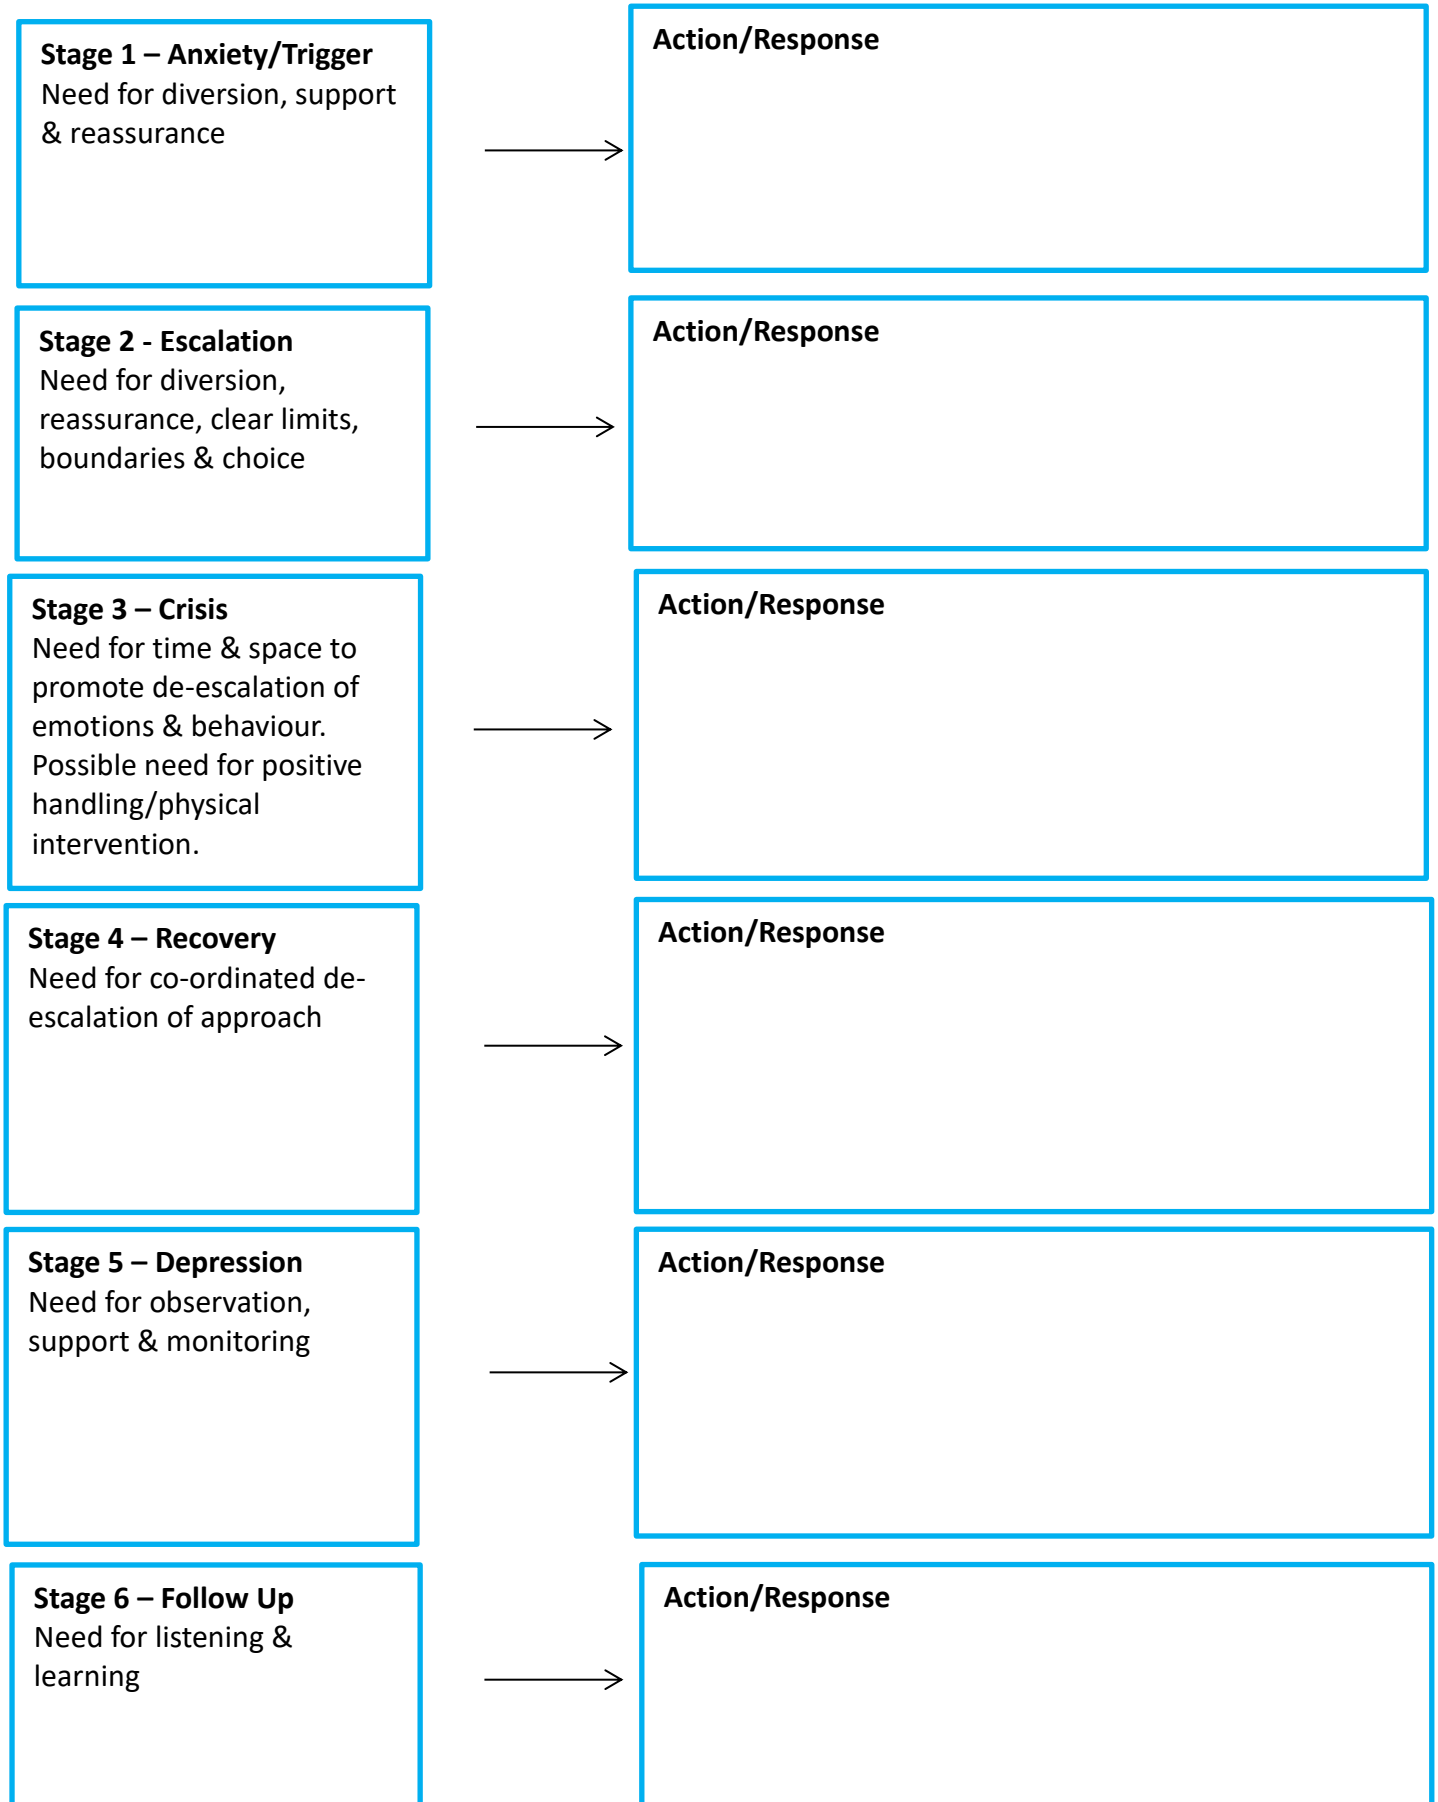 Stage 1 – Anxiety/Trigger
Need for diversion, support
& reassurance
Action/Response
Stage 2 - Escalation
Need for diversion,
reassurance, clear limits,
boundaries & choice
Action/Response
Stage 3 – Crisis
Need for time & space to
promote de-escalation of
emotions & behaviour.
Possible need for positive
handling/physical
intervention.
Action/Response
Stage 4 – Recovery
Need for co-ordinated de-
escalation of approach
Action/Response
Stage 5 – Depression
Need for observation,
support & monitoring
Action/Response
Stage 6 – Follow Up
Need for listening &
learning
Action/Response